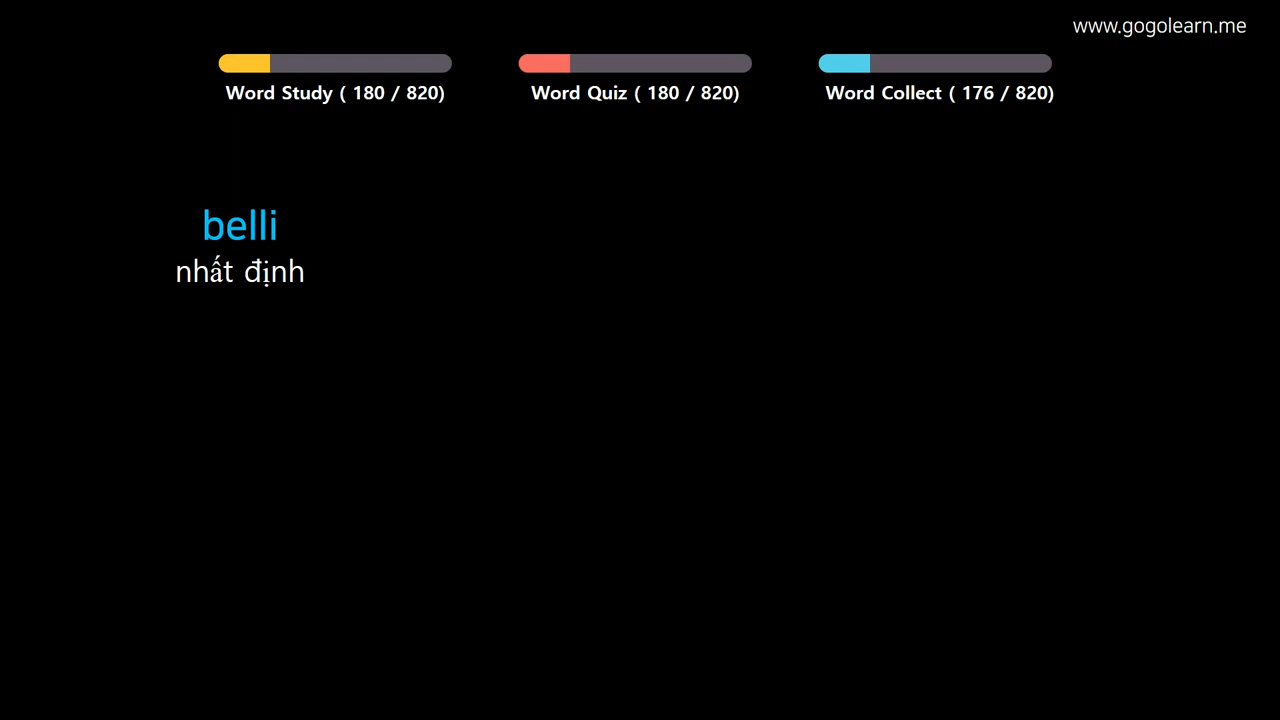 www.gogolearn.me
Word Study ( 180 / 820)
Word Quiz ( 180 / 820)
Word Collect ( 176 / 820)
belli
nhất định